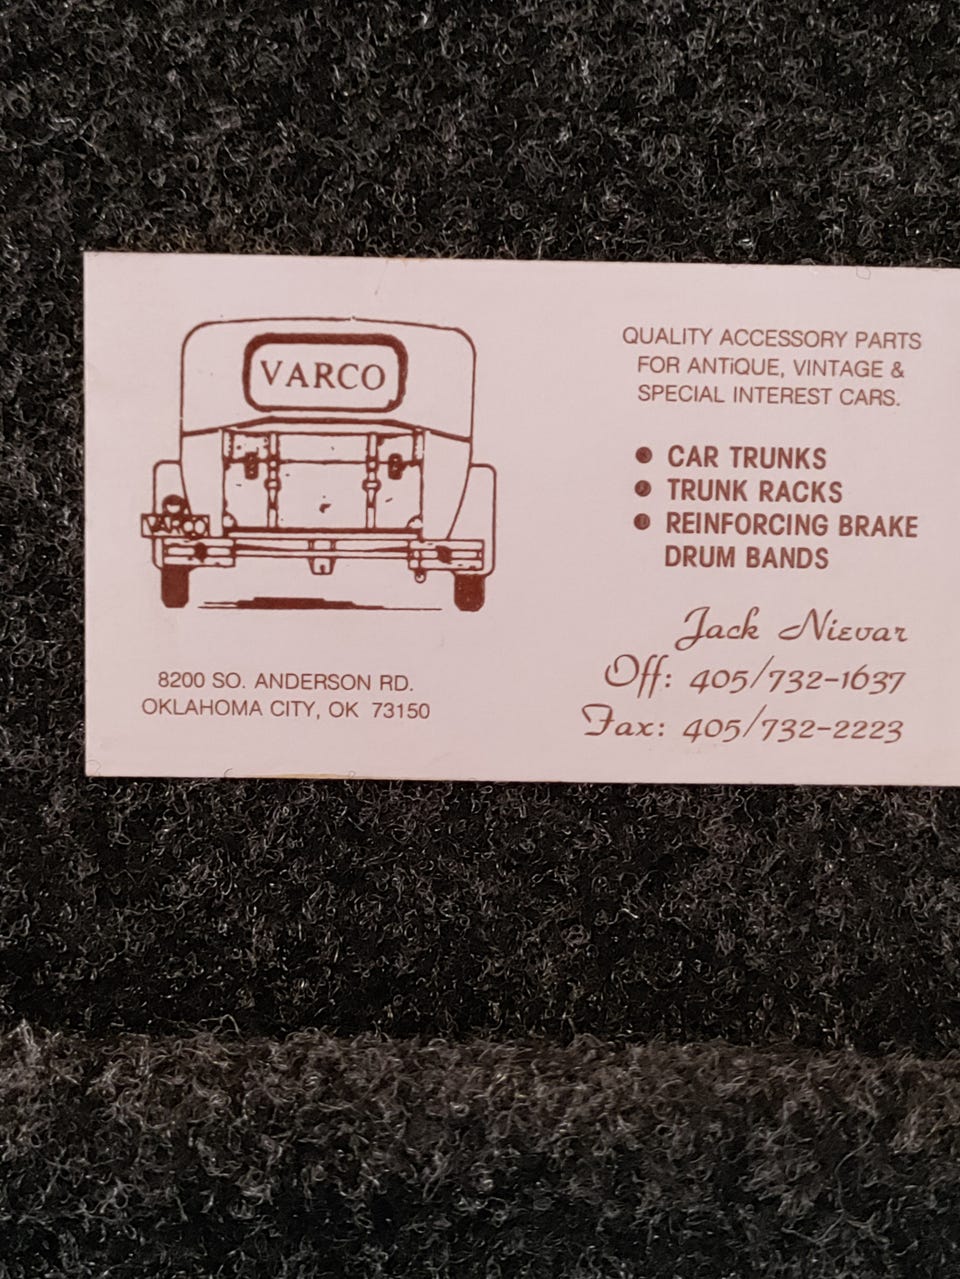 VARCO
VARCO
8200 SO. ANDERSON RD.
OKLAHOMA CITY, OK 73150
QUALITY ACCESSORY PARTS
FOR ANTiQUE, VINTAGE &
SPECIAL INTEREST CARS.
● CAR TRUNKS
● TRUNK RACKS
● REINFORCING BRAKE
DRUM BANDS
Jack Nievar
Off: 405/732-1637
Fax: 405/732-2223